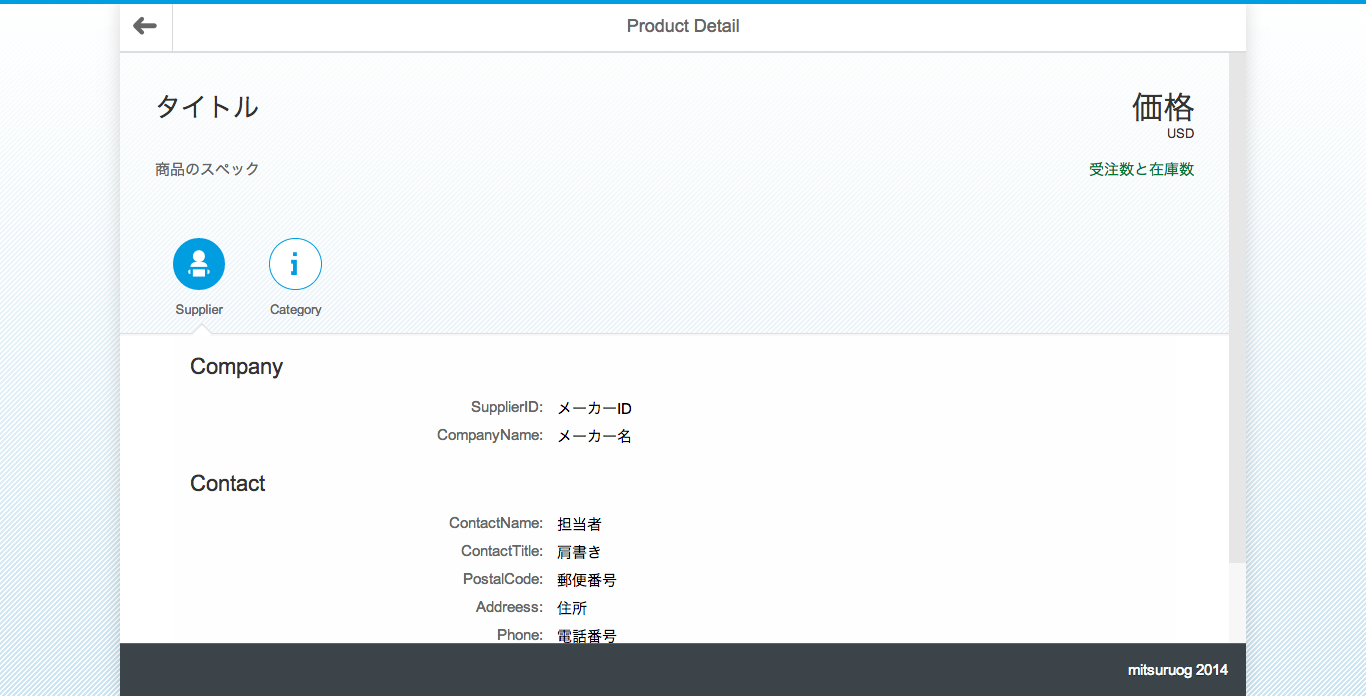 Product Detail
タイトル
価格
USD
商品のスペック
受注数と在庫数
Supplier
Category
Company
SupplierID: メーカーID
CompanyName: メーカー名
Contact
ContactName: 担当者
ContactTitle: 肩書き
PostalCode: 郵便番号
Addreess: 住所
Phone: 電話番号
mitsuruog 2014